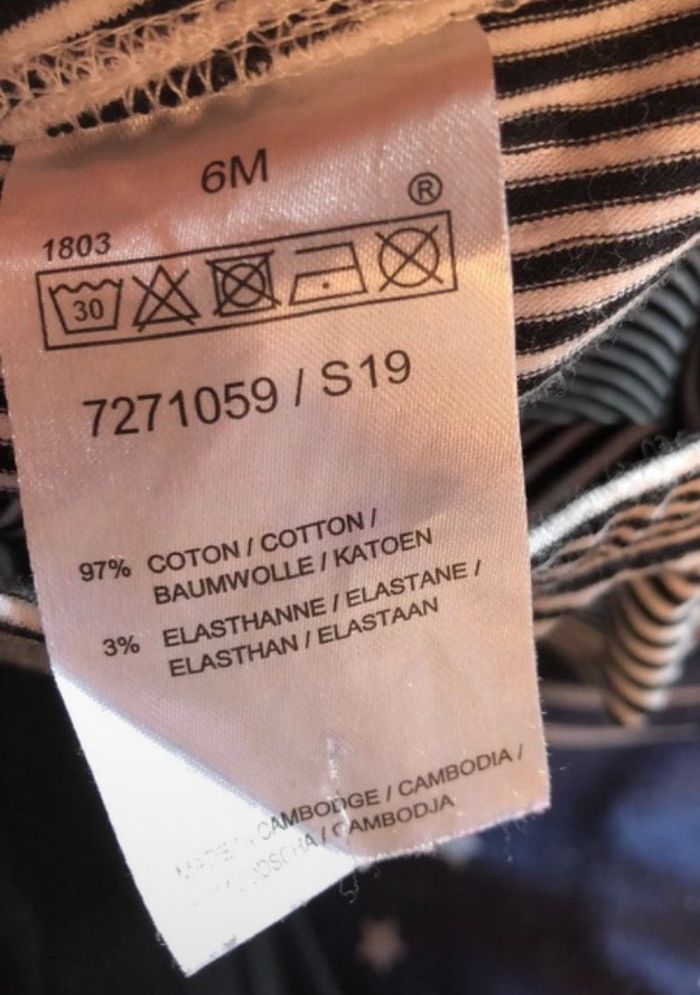 6M
®
1803
30
7271059 / S19
97% COTON / COTTON /
BAUMWOLLE / KATOEN
3% ELASTHANNE / ELASTANE /
ELASTHAN / ELASTAAN
CAMBODGE / CAMBODIA /
CAMBODJA